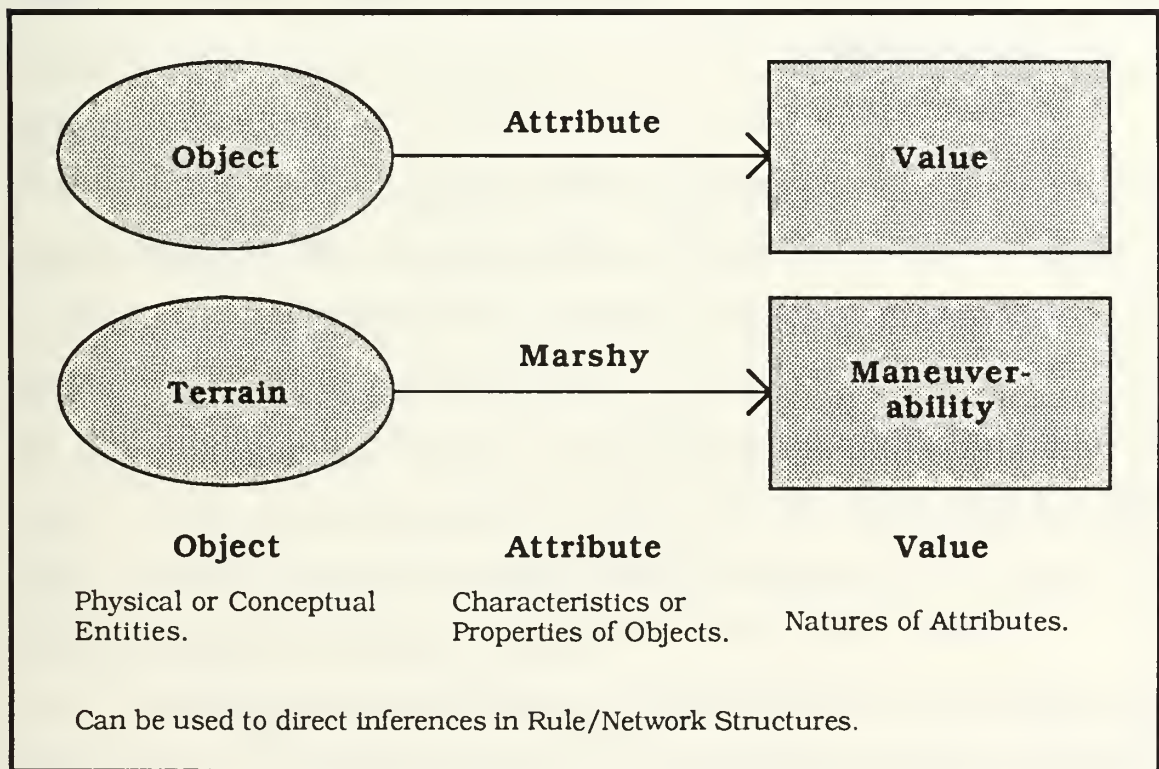 Attribute
Object
Value
Marshy
Terrain
Maneuver-
ability
Object Attribute Value
Physical or Conceptual
Entities.
Characteristics or
Properties of Objects.
Natures of Attributes.
Can be used to direct inferences in Rule/Network Structures.